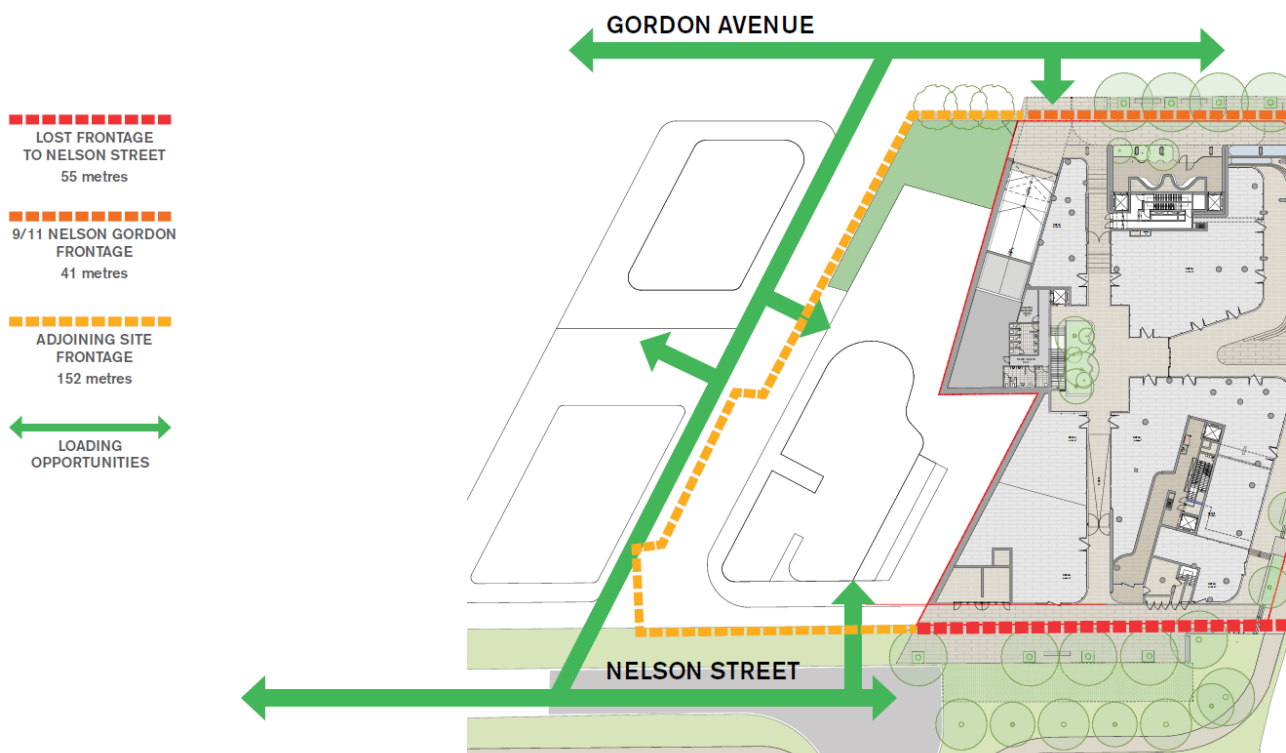 GORDON AVENUE
LOST FRONTAGE
TO NELSON STREET
55 metres
9/11 NELSON GORDON
FRONTAGE
41 metres
ADJOINING SITE
FRONTAGE
152 metres
LOADING
OPPORTUNITIES
NELSON STREET